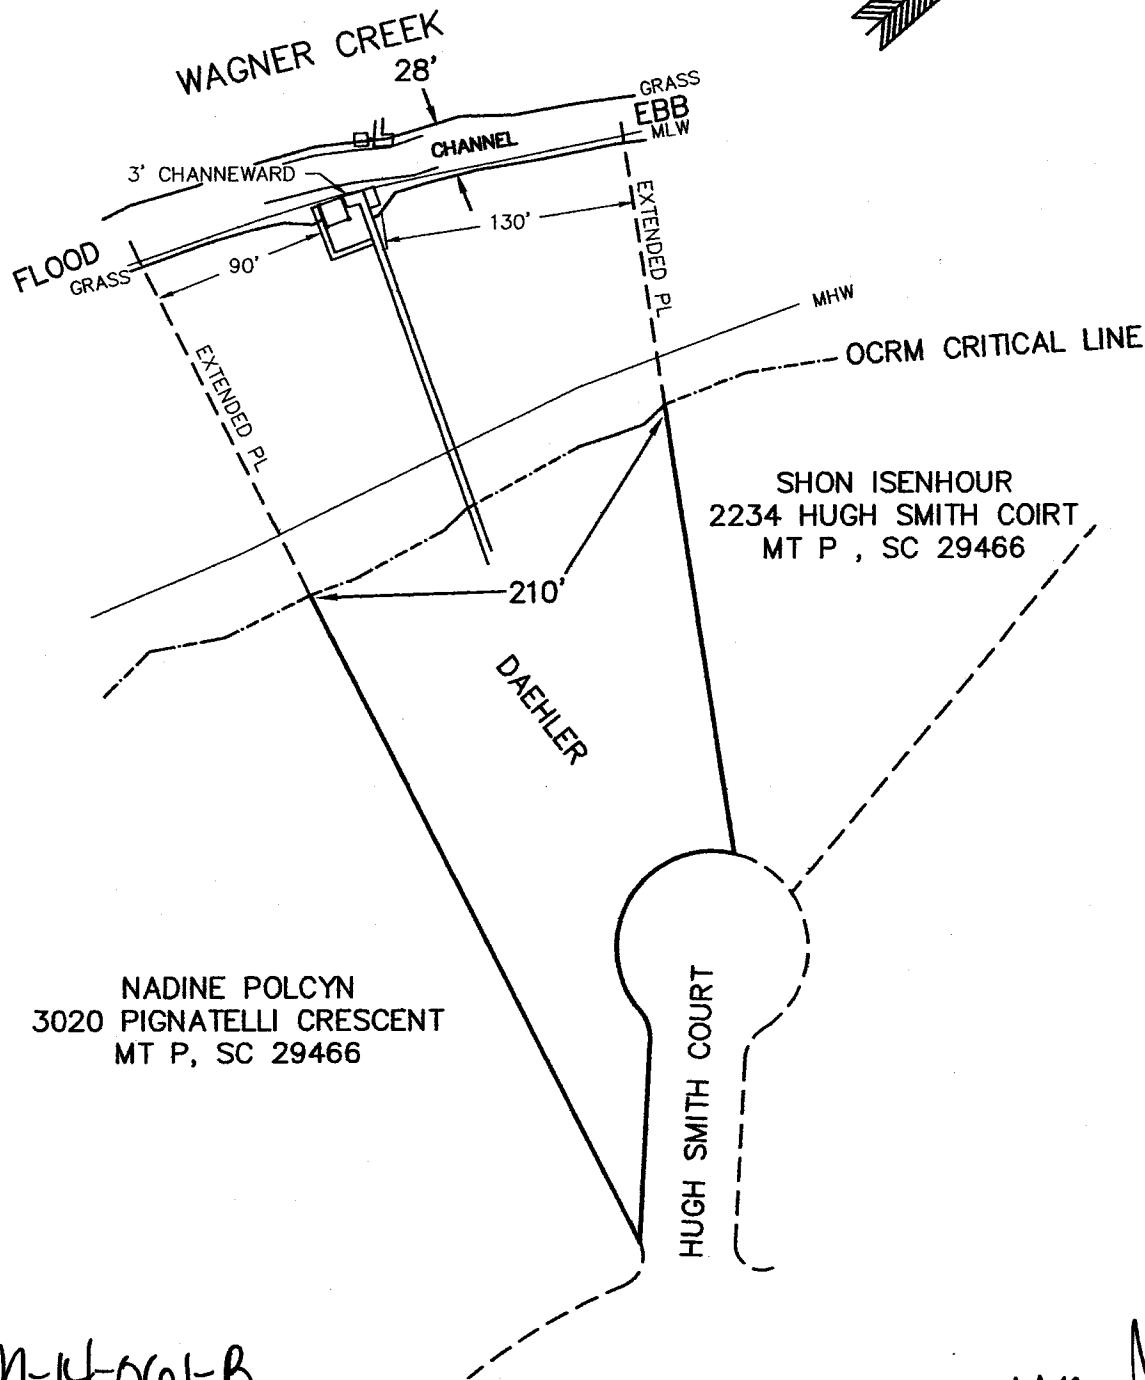 WAGNER CREEK
28'
GRASS
EBB
MLW
CHANNEL
3' CHANNEWARD
130'
90'
FLOOD
GRASS
EXTENDED PL
EXTENDED PL
MHW
OCRM CRITICAL LINE
SHON ISENHOUR
2234 HUGH SMITH COIRT
MT P , SC 29466
210'
DAEHLER
NADINE POLCYN
3020 PIGNATELLI CRESCENT
MT P, SC 29466
HUGH SMITH COURT